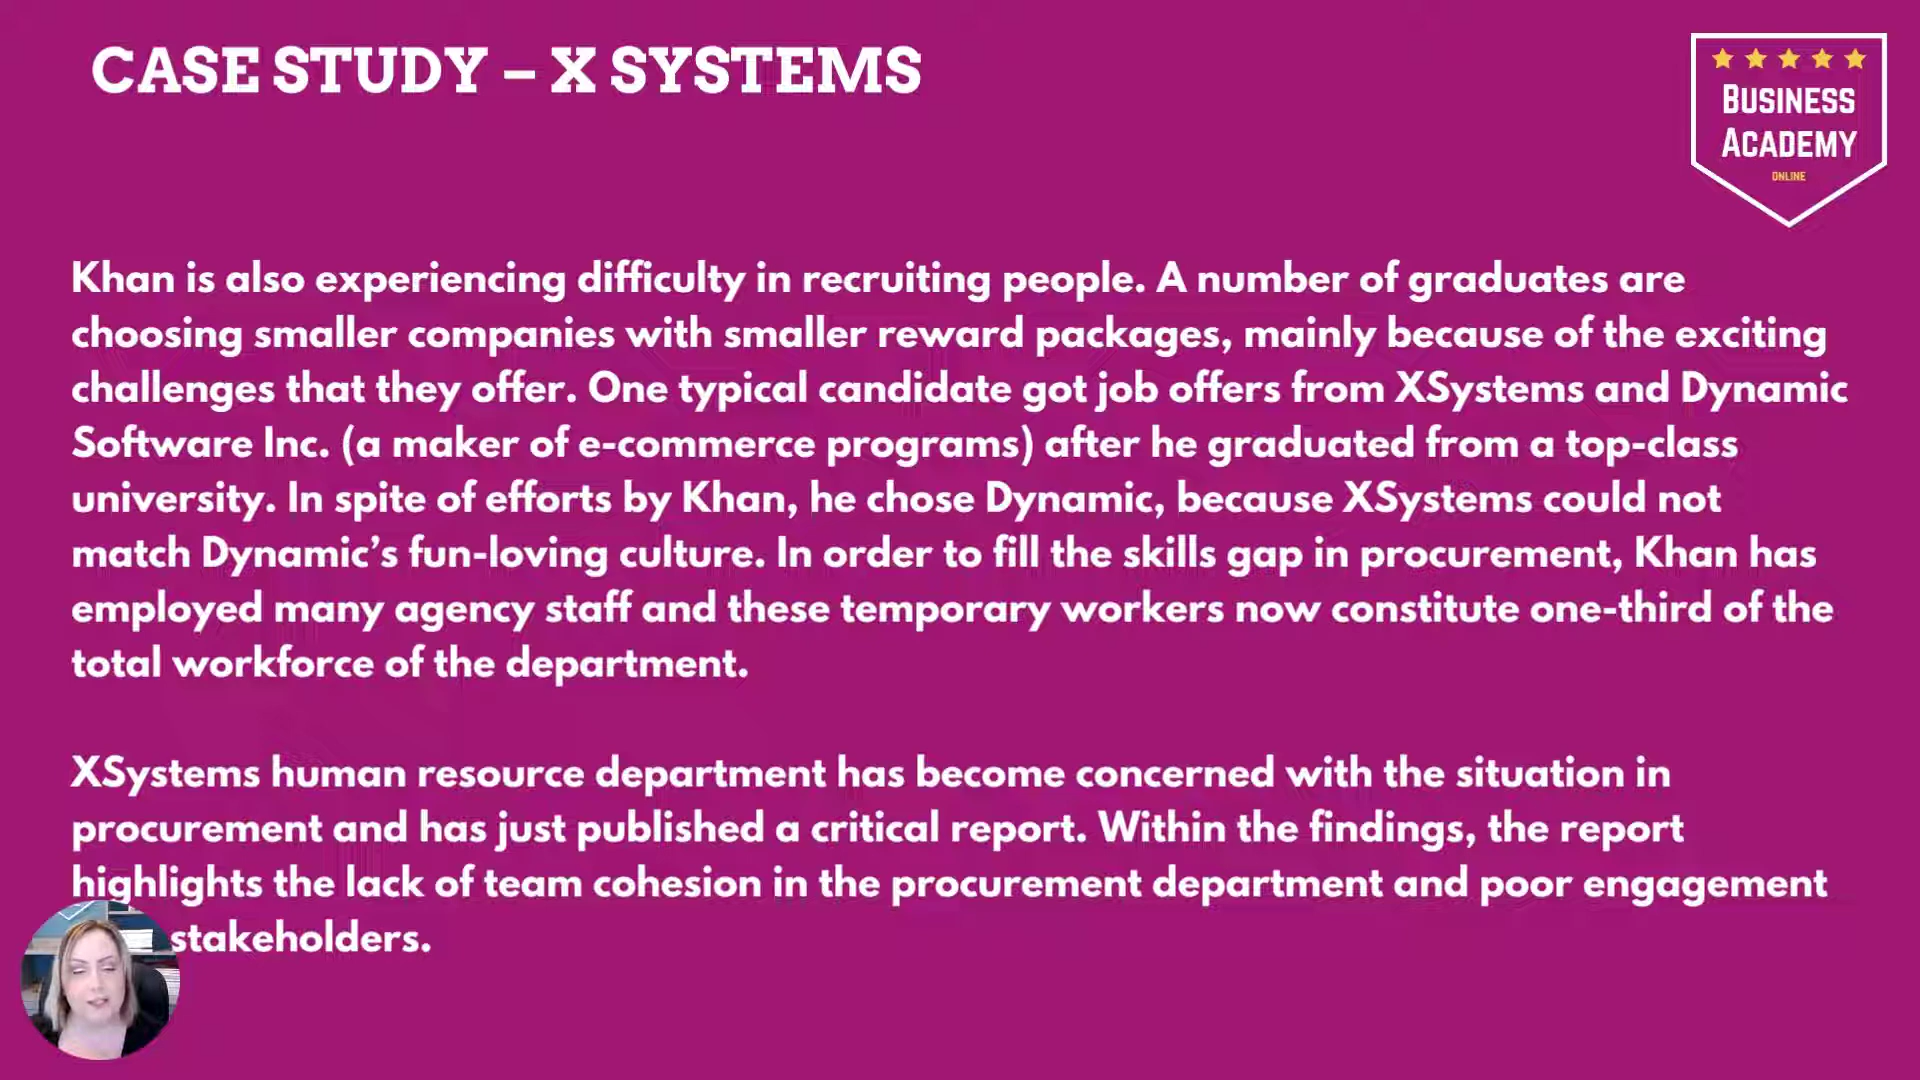 CASE STUDY – X SYSTEMS
BUSINESS
ACADEMY
ONLINE
Khan is also experiencing difficulty in recruiting people. A number of graduates are
choosing smaller companies with smaller reward packages, mainly because of the exciting
challenges that they offer. One typical candidate got job offers from XSystems and Dynamic
Software Inc. (a maker of e-commerce programs) after he graduated from a top-class
university. In spite of efforts by Khan, he chose Dynamic, because XSystems could not
match Dynamic’s fun-loving culture. In order to fill the skills gap in procurement, Khan has
employed many agency staff and these temporary workers now constitute one-third of the
total workforce of the department.
XSystems human resource department has become concerned with the situation in
procurement and has just published a critical report. Within the findings, the report
highlights the lack of team cohesion in the procurement department and poor engagement
stakeholders.